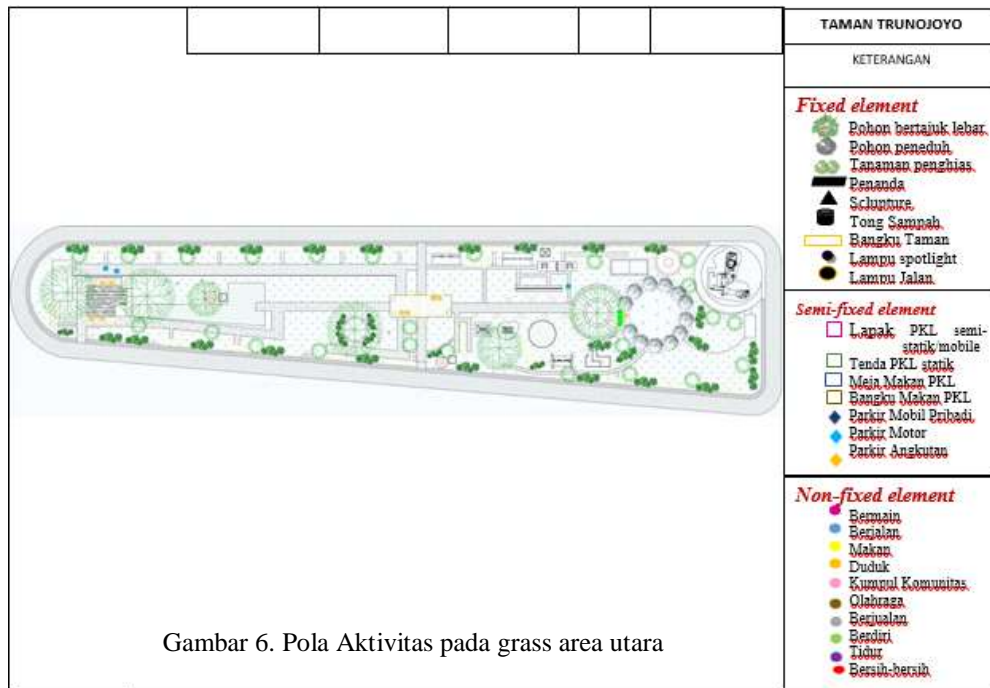 TAMAN TRUNOJOYO
KETERANGAN
Fixed element
Pohon bertajuk lebar
Pohon peneduh
Tanaman penghias
Penanda
Sclupture
Tong Sampah
Bangku Taman
Lampu spotlight
Lampu Jalan
Semi-fixed element
Lapak PKL semi-
statik/mobile
Tenda PKL statik
Meja Makan PKL
Bangku Makan PKL
Parkir Mobil Pribadi
Parkir Motor
Parkir Angkutan
Non-fixed element
Bermain
Berjalan
Makan
Duduk
Kumpul Komunitas
Olahraga
Berjualan
Berdiri
Tidur
Bersih-bersih
Gambar 6. Pola Aktivitas pada grass area utara